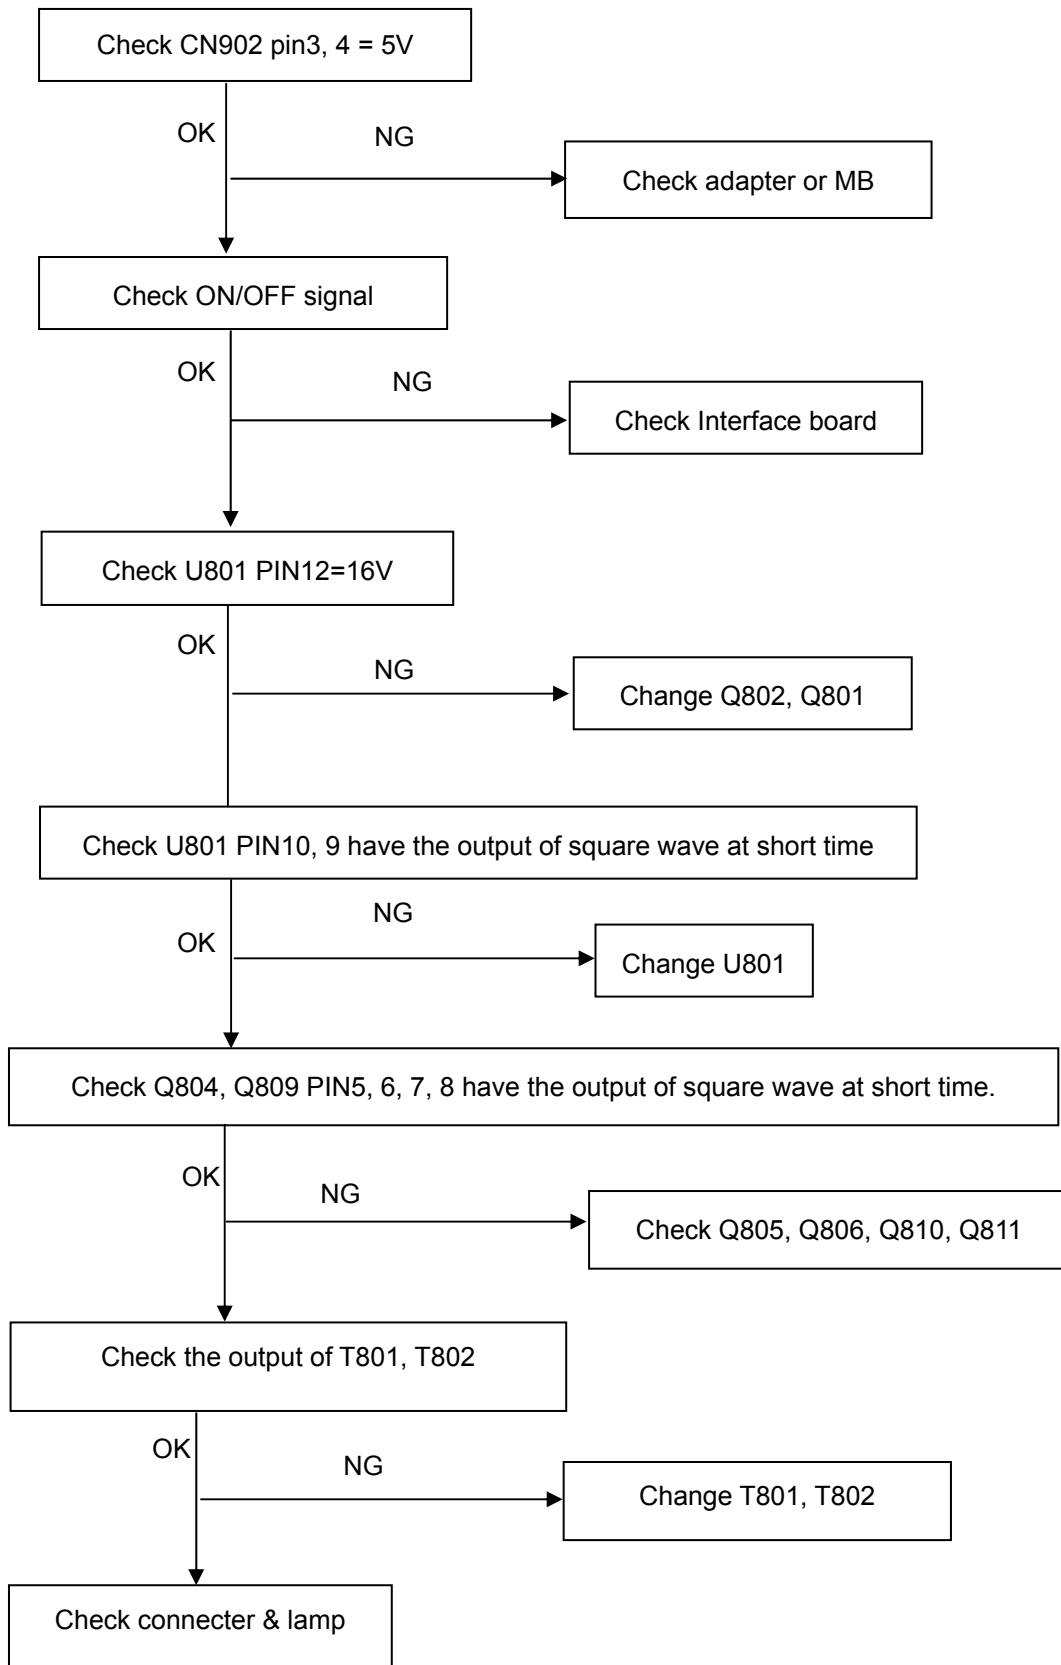 Check CN902 pin3, 4 = 5V
OK
NG
Check adapter or MB
Check ON/OFF signal
OK
NG
Check Interface board
Check U801 PIN12=16V
OK
NG
Change Q802, Q801
Check U801 PIN10, 9 have the output of square wave at short time
NG
OK
Change U801
Check Q804, Q809 PIN5, 6, 7, 8 have the output of square wave at short time.
OK
NG
Check Q805, Q806, Q810, Q811
Check the output of T801, T802
OK
NG
Change T801, T802
Check connecter & lamp